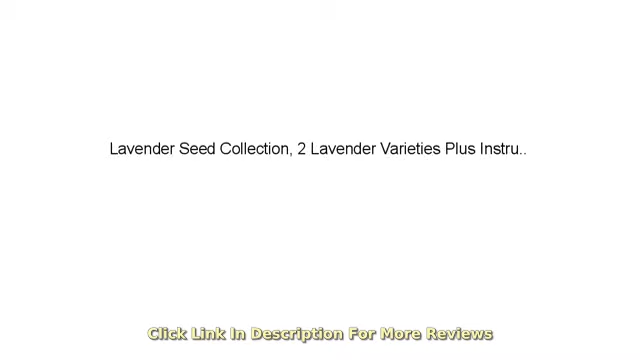 Lavender Seed Collection, 2 Lavender Varieties Plus Instru..
Click Link In Description For More Reviews